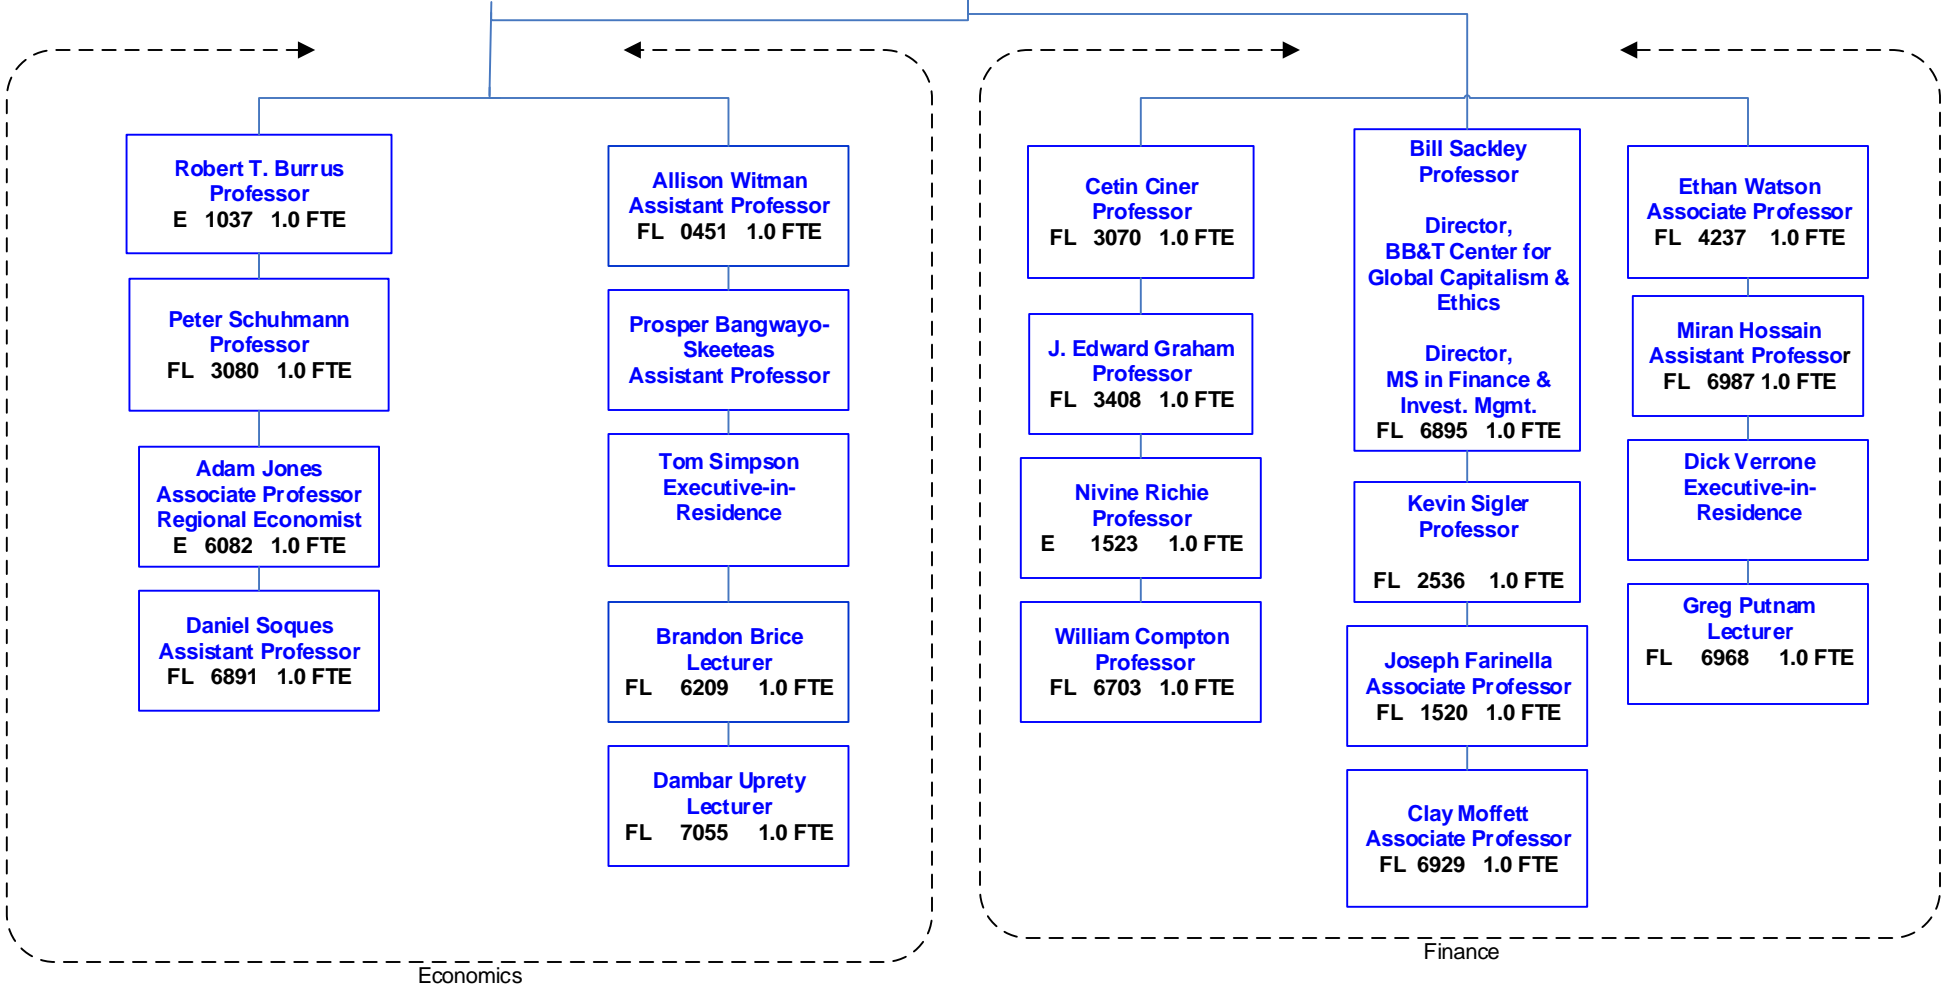 Robert T. Burrus
Professor
E 1037 1.0 FTE
Peter Schuhmann
Professor
FL 3080 1.0 FTE
Adam Jones
Associate Professor
Regional Economist
E 6082 1.0 FTE
Daniel Soques
Assistant Professor
FL 6891 1.0 FTE
Allison Witman
Assistant Professor
FL 0451 1.0 FTE
Prosper Bangwayo-
Skeeteas
Assistant Professor
Tom Simpson
Executive-in-
Residence
Brandon Brice
Lecturer
FL 6209 1.0 FTE
Dambar Uprety
Lecturer
FL 7055 1.0 FTE
Economics
Cetin Ciner
Professor
FL 3070 1.0 FTE
J. Edward Graham
Professor
FL 3408 1.0 FTE
Nivine Richie
Professor
E 1523 1.0 FTE
William Compton
Professor
FL 6703 1.0 FTE
Bill Sackley
Professor
Director,
BB&T Center for
Global Capitalism &
Ethics
Director,
MS in Finance &
Invest. Mgmt.
FL 6895 1.0 FTE
Kevin Sigler
Professor
FL 2536 1.0 FTE
Joseph Farinella
Associate Professor
FL 1520 1.0 FTE
Clay Moffett
Associate Professor
FL 6929 1.0 FTE
Ethan Watson
Associate Professor
FL 4237 1.0 FTE
Miran Hossain
Assistant Professor
FL 6987 1.0 FTE
Dick Verrone
Executive-in-
Residence
Greg Putnam
Lecturer
FL 6968 1.0 FTE
Finance